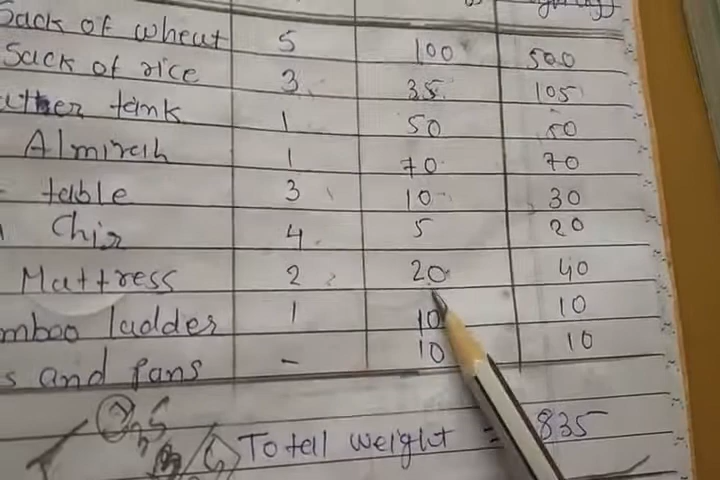 Sack of wheat 5 100 500
Sack of rice 3 35 105
tank 1 50 50
Almirah 1 70 70
table 3 10 30
Chir 4 5 20
Mattress 2 20 40
mboo ladder 1 10 10
s and pans - 10 10
Totell weight = 835